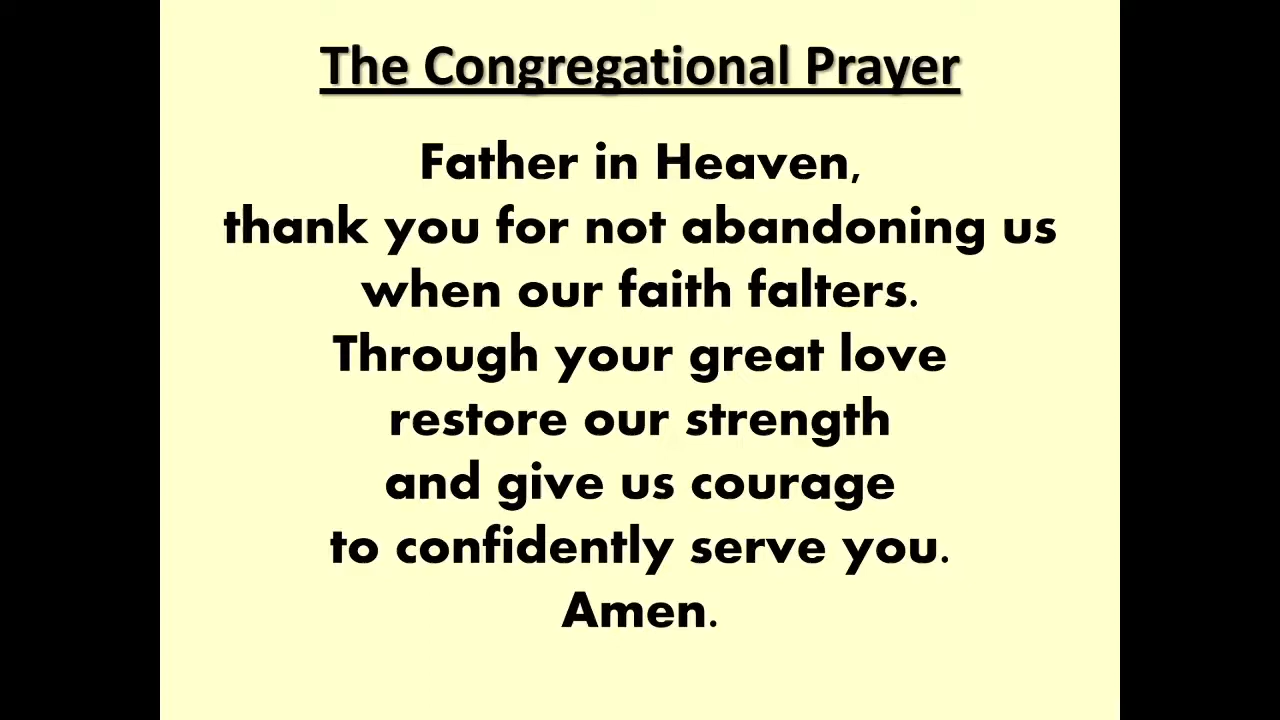 The Congregational Prayer
Father in Heaven,
thank you for not abandoning us
when our faith falters.
Through your great love
restore our strength
and give us courage
to confidently serve you.
Amen.